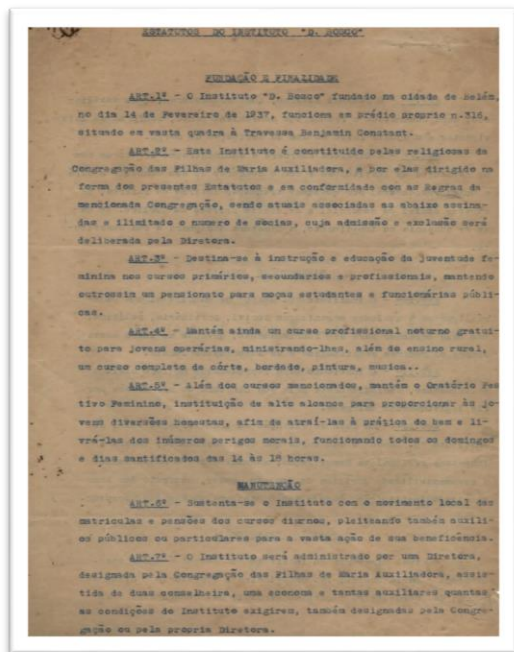 ESTATUTOS DO INSTITUTO "D. BOSCO"
FUNDAÇÃO E FINALIDADE
ART.1º - O Instituto "D. Bosco" fundado na cidade de Belém,
no dia 14 de Fevereiro de 1937, funciona em prédio proprio n.316,
situado em vasta quadra à Travessa Benjamin Constant.
ART.2º - Este Instituto é constituido pelas religiosas da
Congregação das Filhas de Maria Auxiliadora, e por elas dirigido na
forma dos presentes Estatutos e em conformidade com as Regras da
mencionada Congregação, sendo atuais associadas as abaixo assina-
das e ilimitado o numero de socias, cuja admissão e exclusão será
deliberada pela Diretora.
ART.3º - Destina-se à instrução e educação da juventude fe-
minina nos cursos primários, secundarios e profissionais, mantendo
outrossim um pensionato para moças estudantes e funcionárias públi-
cas.
ART.4º - Mantém ainda um curso profissional noturno gratui-
to para jovens operárias, ministrando-lhes, além do ensino rural,
um curso completo de córte, bordado, pintura, musica..
ART.5º - Além dos cursos mencionados, mantém o Oratório Fes
tivo Feminino, instituição de alto alcance para proporcionar às jo-
vens diversões honestas, afim de atraí-las à prática do bem e li-
vrá-las dos inúmeros perigos morais, funcionando todos os domingos
e dias santificados das 14 às 18 horas.
MANUTENÇÃO
ART.6º - Sustenta-se o Instituto com o movimento local das
matriculas e pensões dos cursos diurnos, pleiteando também auxili-
os públicos ou particulares para a vasta ação de sua beneficência.
ART.7º - O Instituto será administrado por uma Diretora,
designada pela Congregação das Filhas de Maria Auxiliadora, assis-
tida de duas conselheira, uma economa e tantas auxiliares quantas
as condições do Instituto exigirem, também designadas pela Congre-
gação ou pela propria Diretora.